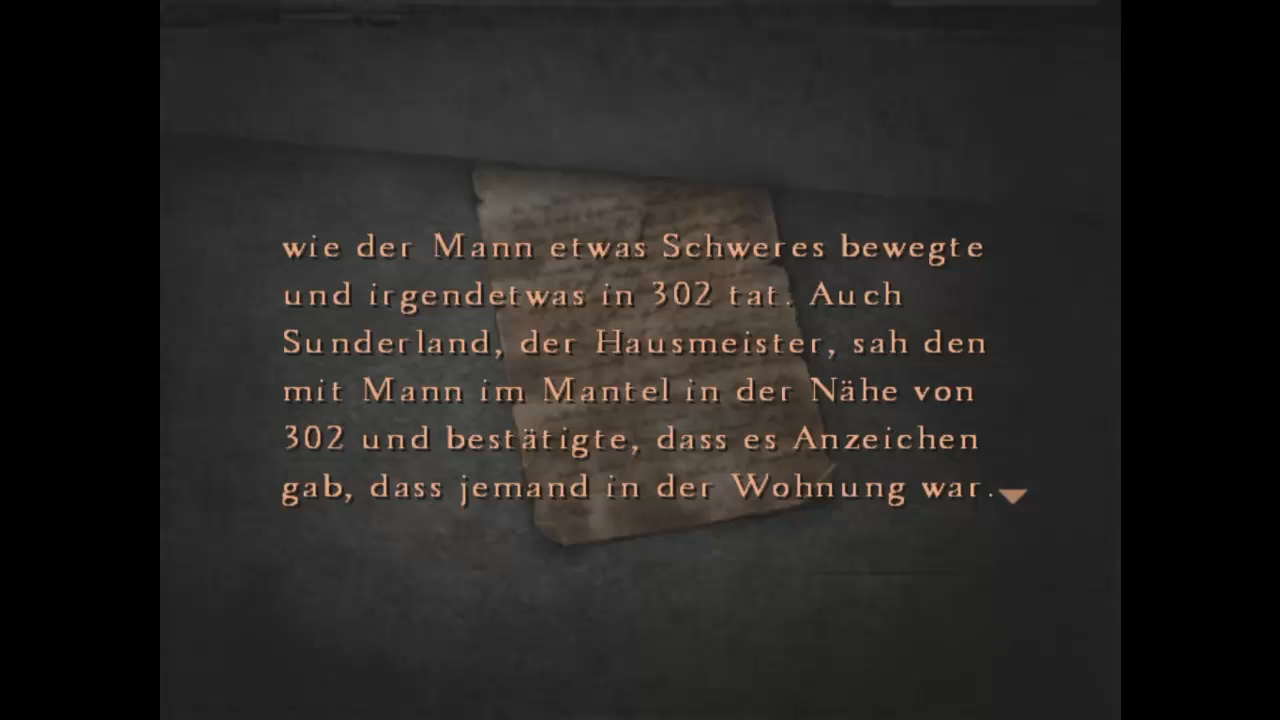 wie der Mann etwas Schweres bewegte
und irgendetwas in 302 tat. Auch
Sunderland, der Hausmeister, sah den
mit Mann im Mantel in der Nähe von
302 und bestätigte, dass es Anzeichen
gab, dass jemand in der Wohnung war.